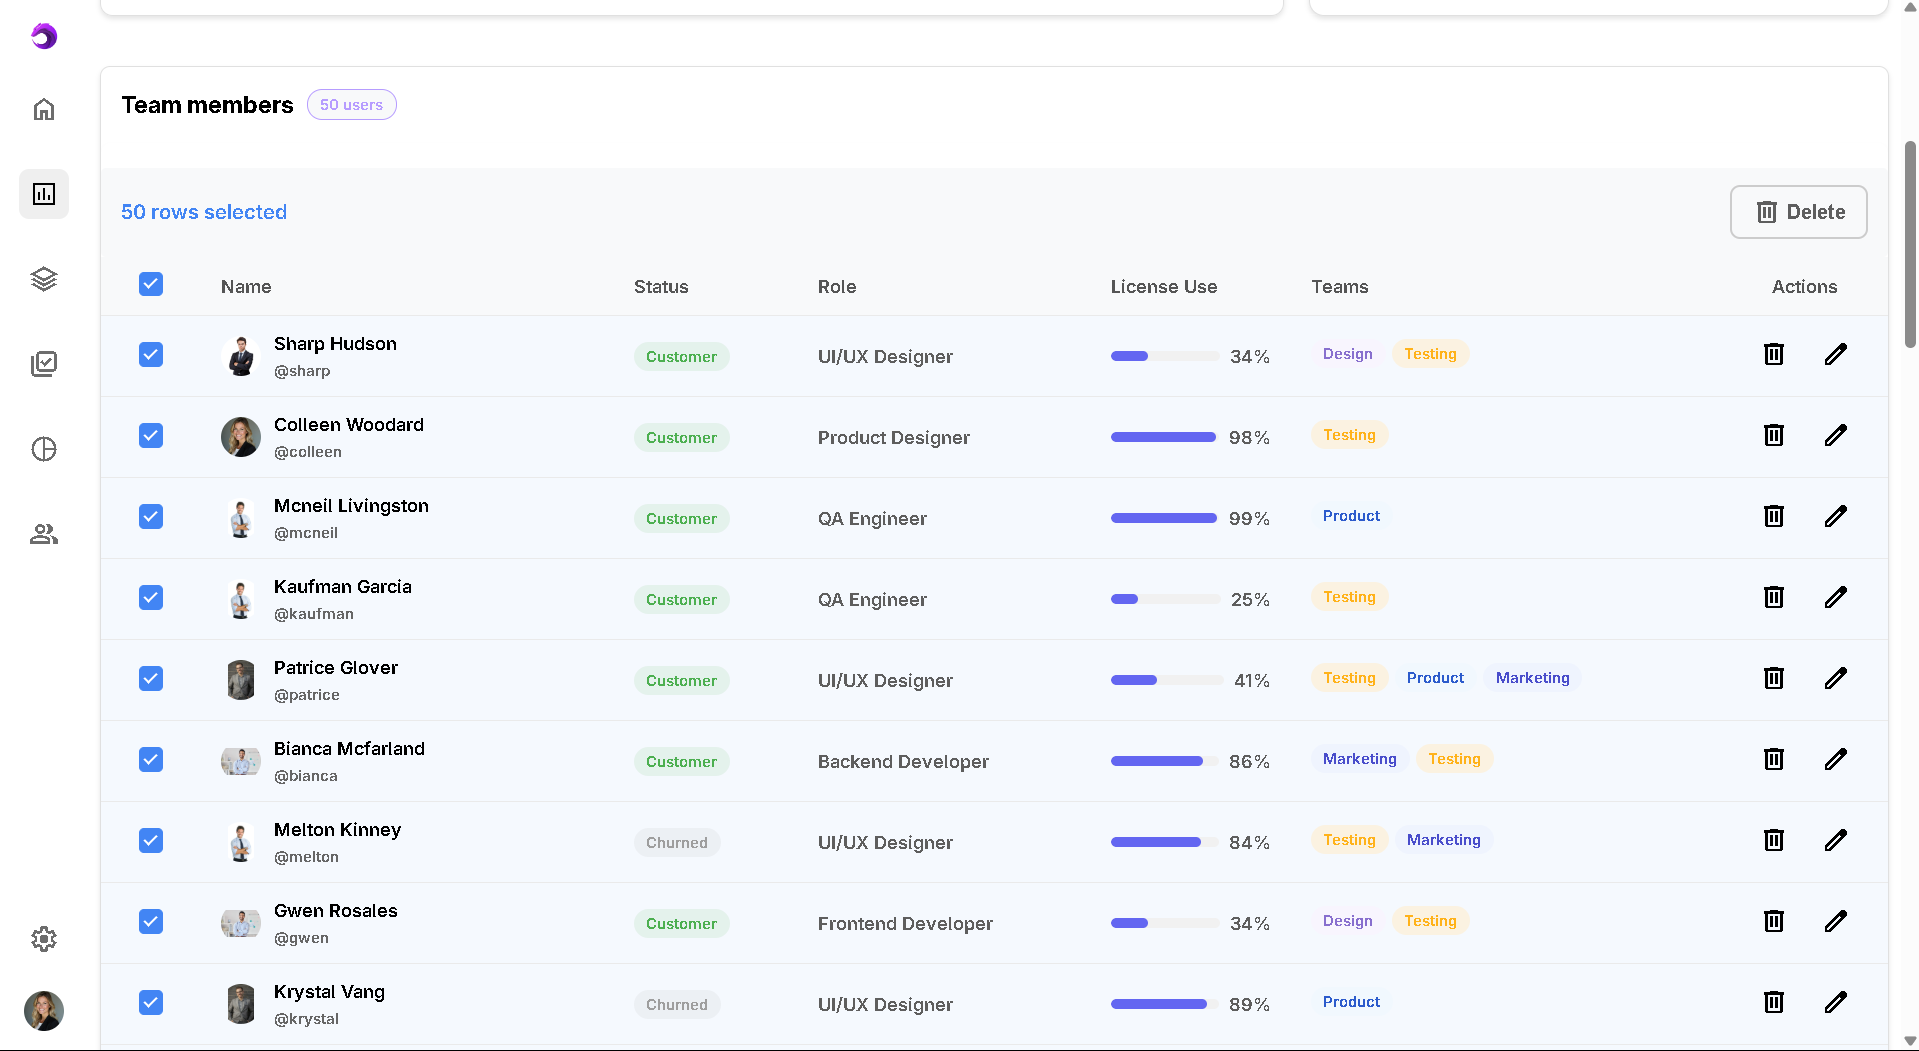 Team members 50 users
50 rows selected Delete
Name Status Role License Use Teams Actions
Sharp Hudson
@sharp
Customer UI/UX Designer 34% Design Testing
Colleen Woodard
@colleen
Customer Product Designer 98% Testing
Mcneil Livingston
@mcneil
Customer QA Engineer 99% Product
Kaufman Garcia
@kaufman
Customer QA Engineer 25% Testing
Patrice Glover
@patrice
Customer UI/UX Designer 41% Testing Product Marketing
Bianca Mcfarland
@bianca
Customer Backend Developer 86% Marketing Testing
Melton Kinney
@melton
Churned UI/UX Designer 84% Testing Marketing
Gwen Rosales
@gwen
Customer Frontend Developer 34% Design Testing
Krystal Vang
@krystal
Churned UI/UX Designer 89% Product